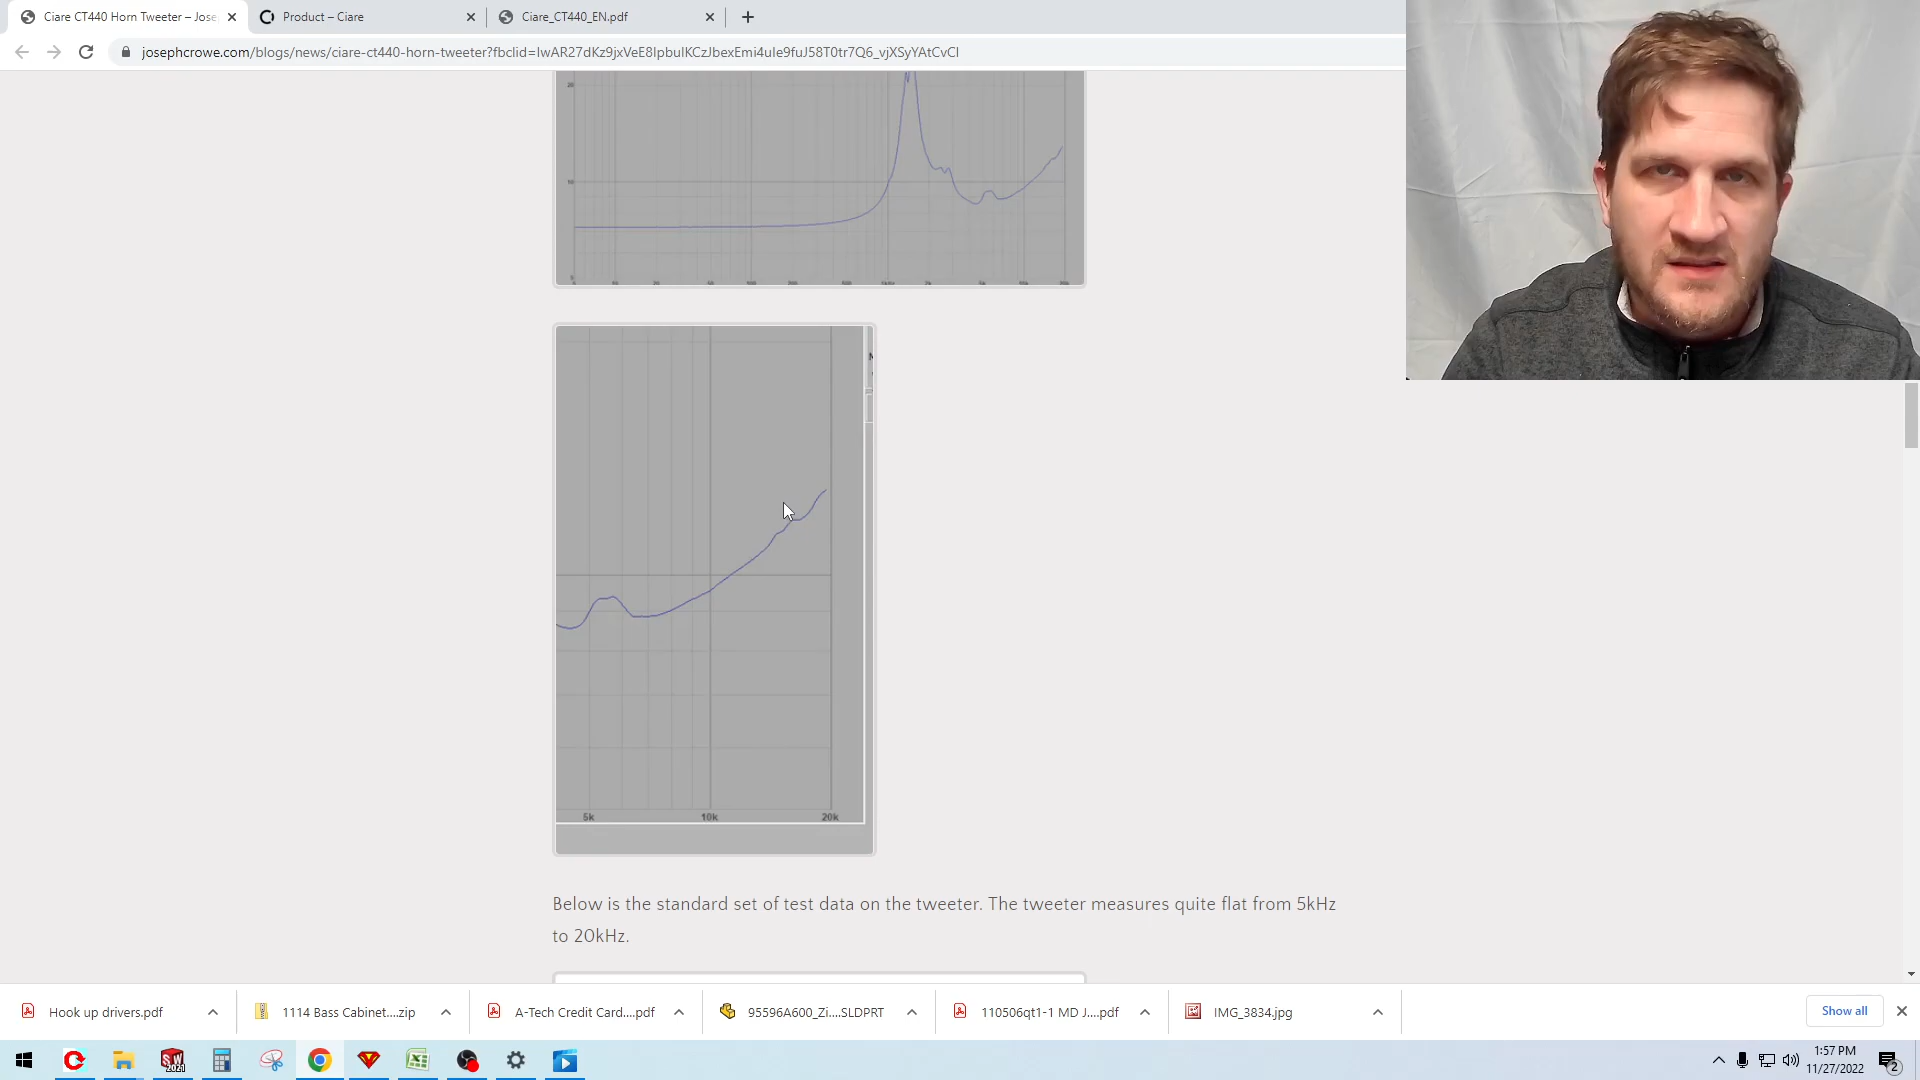 Ciare CT440 Horn Tweeter – Jose
Product – Ciare
Ciare_CT440_EN.pdf
josephcrowe.com/blogs/news/ciare-ct440-horn-tweeter?fbclid=IwAR27dKz9jxVeE8IpbulKCzJbexEmi4ule9fuJ58T0tr7Q6_vjXSyYAtCvCI
5k
10k
20k
Below is the standard set of test data on the tweeter. The tweeter measures quite flat from 5kHz
to 20kHz.
Hook up drivers.pdf
1114 Bass Cabinet....zip
A-Tech Credit Card....pdf
95596A600_Zi....SLDPRT
110506qt1-1 MD J....pdf
IMG_3834.jpg
Show all
SW
2021
1:57 PM
11/27/2022
2